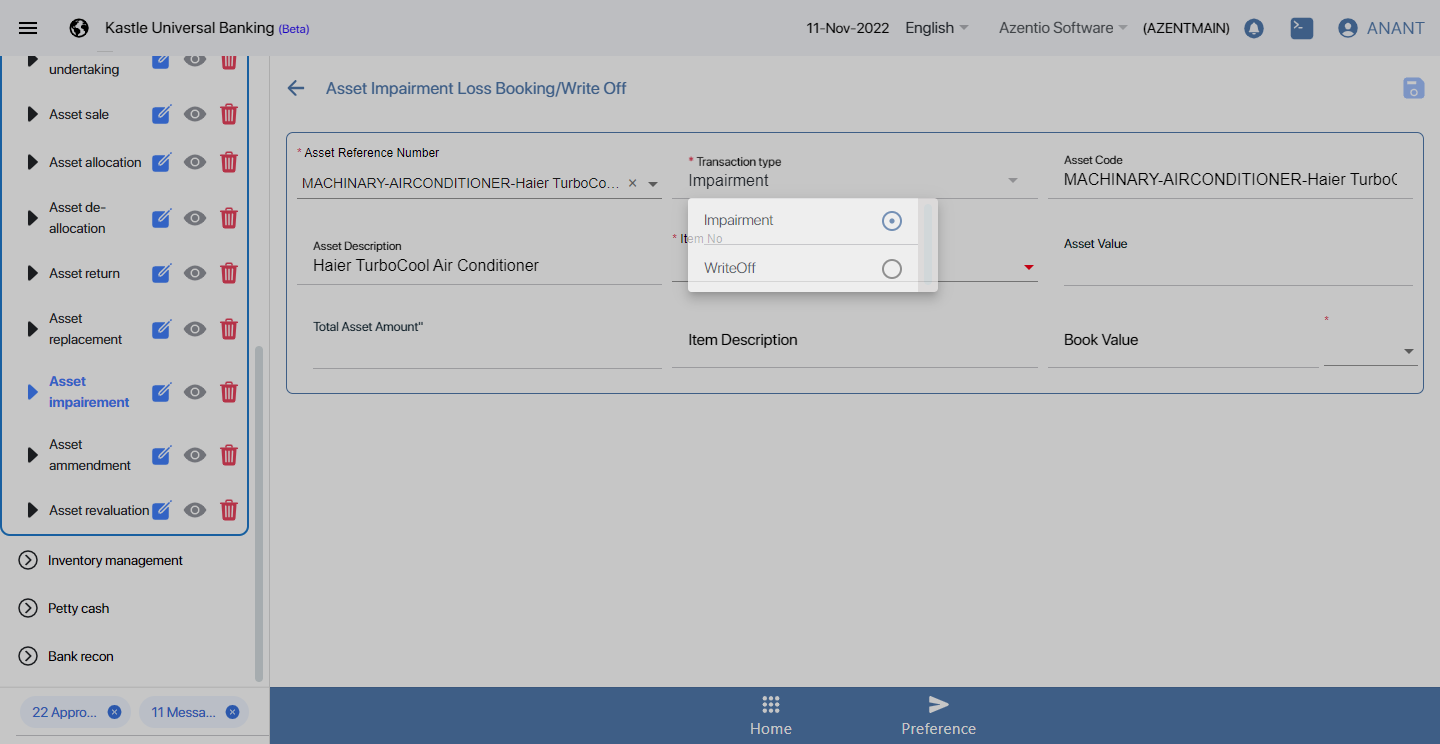 Kastle Universal Banking (Beta)
11-Nov-2022
English
Azentio Software
(AZENTMAIN)
ANANT
undertaking
Asset sale
Asset allocation
Asset de-
allocation
Asset return
Asset
replacement
Asset
impairement
Asset
ammendment
Asset revaluation
Inventory management
Petty cash
Bank recon
22 Appro...
11 Messa...
Asset Impairment Loss Booking/Write Off
* Asset Reference Number
MACHINARY-AIRCONDITIONER-Haier TurboCo...
* Transaction type
Impairment
Asset Code
MACHINARY-AIRCONDITIONER-Haier TurboC
Impairment
WriteOff
Asset Description
Haier TurboCool Air Conditioner
* Item No
Asset Value
Total Asset Amount"
Item Description
Book Value
*
Home
Preference